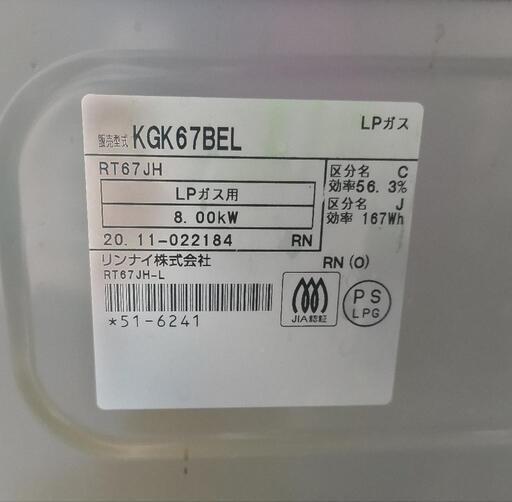 LPガス
販売型式 KGK67BEL
RT67JH
LPガス用
8.00kW
20.11-022184 RN
区分名 C
効率56.3%
区分名 J
効率 167Wh
リンナイ株式会社
RN(O)
RT67JH-L
*51-6241
JIA認証
PS
LPG